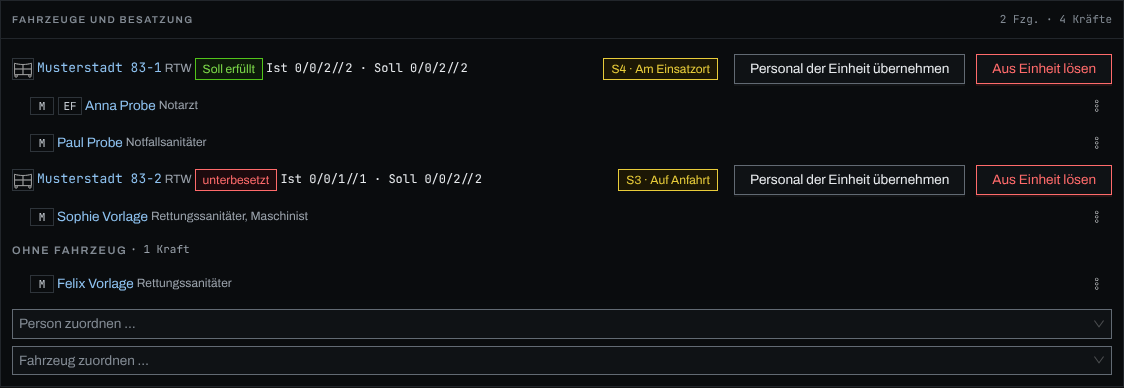 FAHRZEUGE UND BESATZUNG 2 Fzg. · 4 Kräfte
Musterstadt 83-1 RTW Soll erfüllt Ist 0/0/2//2 · Soll 0/0/2//2 S4 · Am Einsatzort Personal der Einheit übernehmen Aus Einheit lösen
M EF Anna Probe Notarzt
M Paul Probe Notfallsanitäter
Musterstadt 83-2 RTW unterbesetzt Ist 0/0/1//1 · Soll 0/0/2//2 S3 · Auf Anfahrt Personal der Einheit übernehmen Aus Einheit lösen
M Sophie Vorlage Rettungssanitäter, Maschinist
OHNE FAHRZEUG · 1 Kraft
M Felix Vorlage Rettungssanitäter
Person zuordnen ...
Fahrzeug zuordnen ...